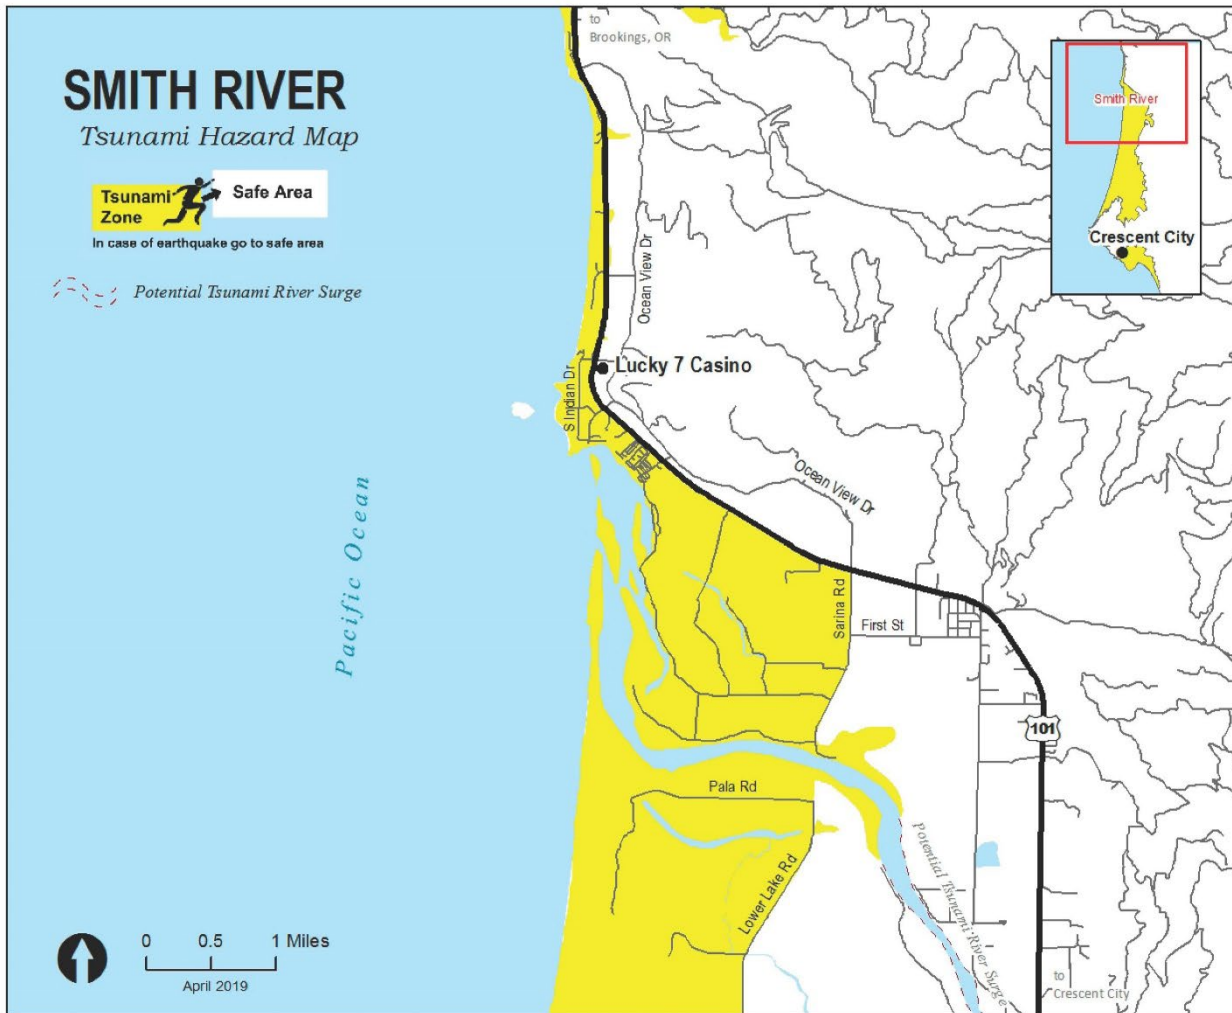 to
Brookings, OR
SMITH RIVER
Tsunami Hazard Map
Tsunami
Zone
Safe Area
In case of earthquake go to safe area
Potential Tsunami River Surge
Smith River
Crescent City
Ocean View Dr
Lucky 7 Casino
S Indian Dr
Ocean View Dr
Pacific Ocean
Sarina Rd
First St
101
Pala Rd
Potential Tsunami River Surge
Lower Lake Rd
0 0.5 1 Miles
April 2019
to
Crescent City